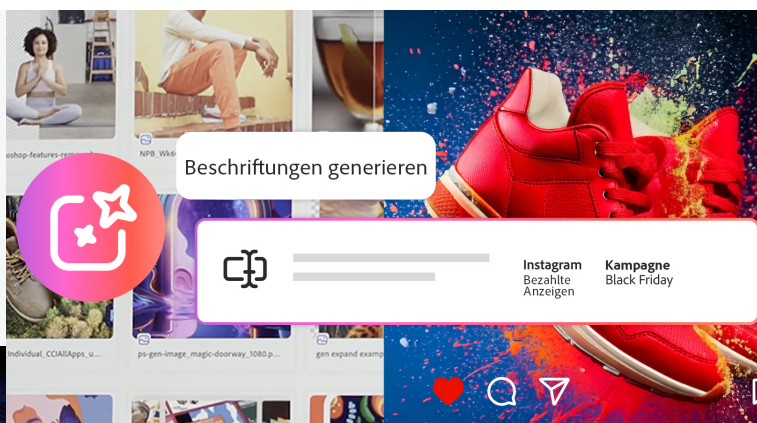 NPB_Wk6
Beschriftungen generieren
Instagram
Bezahlte
Anzeigen
Kampagne
Black Friday
Individual_CCIAllApps_u...
ps-gen-image_magic-doorway_1080.p...
gen expand examp